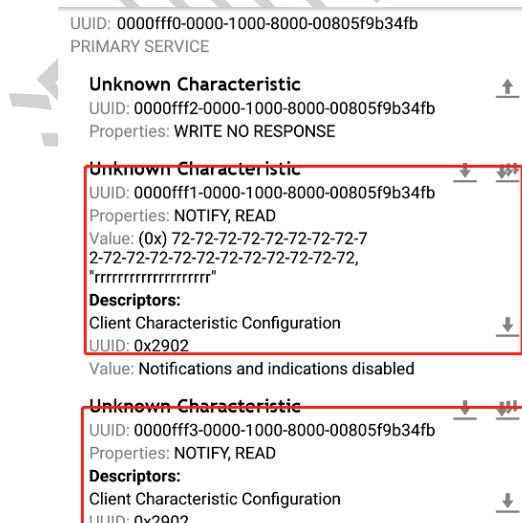 UUID: 0000fff0-0000-1000-8000-00805f9b34fb
PRIMARY SERVICE
Unknown Characteristic
UUID: 0000fff2-0000-1000-8000-00805f9b34fb
Properties: WRITE NO RESPONSE
Unknown Characteristic
UUID: 0000fff1-0000-1000-8000-00805f9b34fb
Properties: NOTIFY, READ
Value: (0x) 72-72-72-72-72-72-72-72-7
2-72-72-72-72-72-72-72-72-72-72-72,
"rrrrrrrrrrrrrrrrrrrr"
Descriptors:
Client Characteristic Configuration
UUID: 0x2902
Value: Notifications and indications disabled
Unknown Characteristic
UUID: 0000fff3-0000-1000-8000-00805f9b34fb
Properties: NOTIFY, READ
Descriptors:
Client Characteristic Configuration
UUID: 0x2902